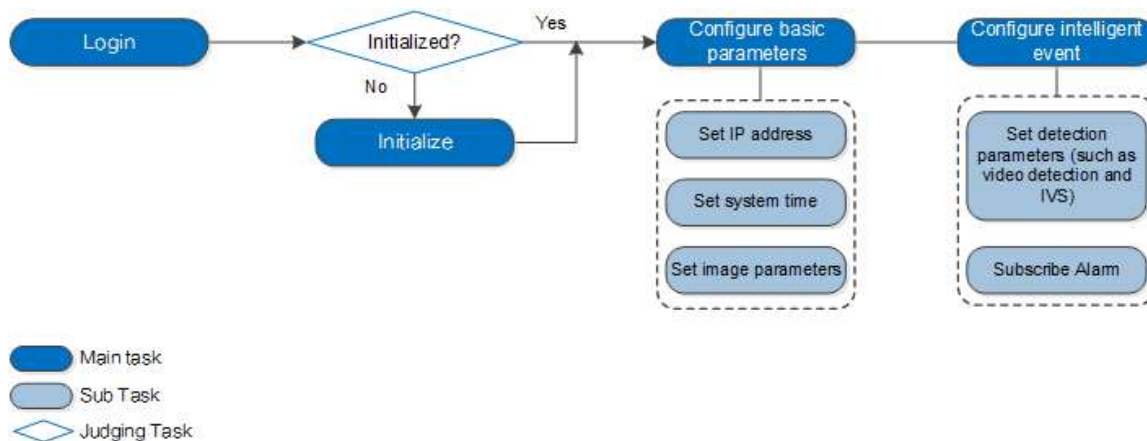 Login
Initialized?
Yes
No
Initialize
Configure basic
parameters
Set IP address
Set system time
Set image parameters
Configure intelligent
event
Set detection
parameters (such as
video detection and
IVS)
Subscribe Alarm
Main task
Sub Task
Judging Task